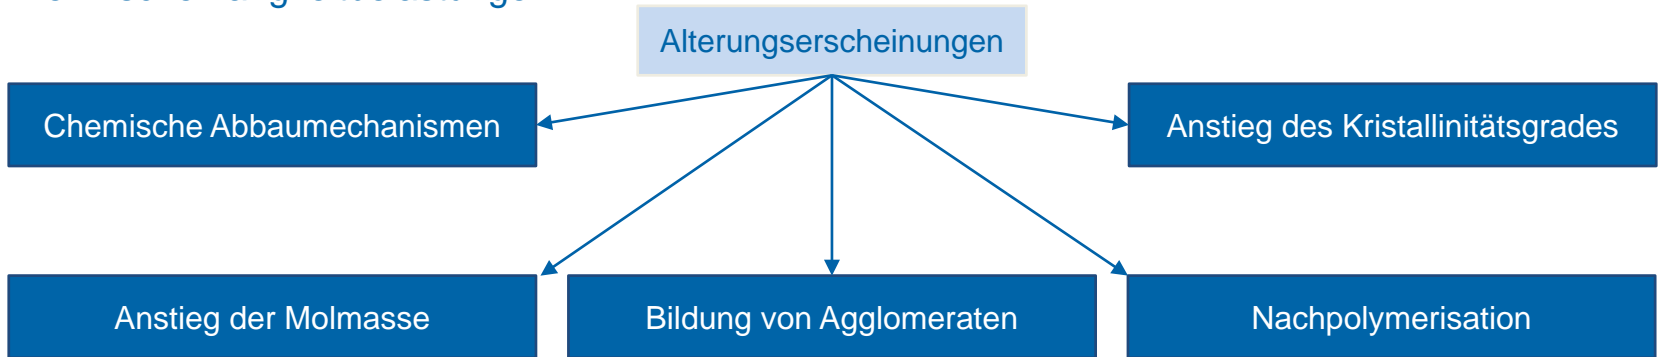 Alterungserscheinungen
Chemische Abbaumechanismen
Anstieg des Kristallinitätsgrades
Anstieg der Molmasse
Bildung von Agglomeraten
Nachpolymerisation